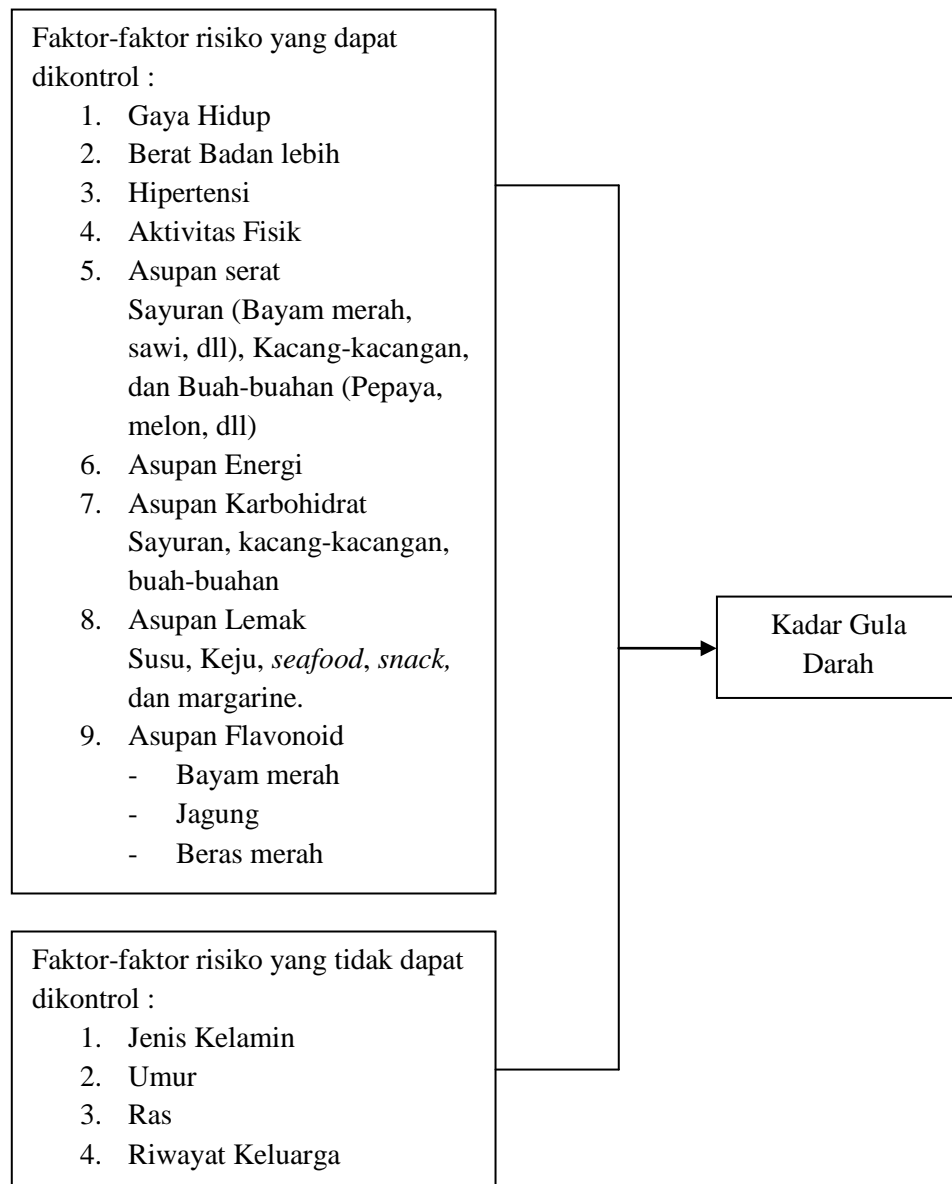 Faktor-faktor risiko yang dapat
dikontrol :
1. Gaya Hidup
2. Berat Badan lebih
3. Hipertensi
4. Aktivitas Fisik
5. Asupan serat
Sayuran (Bayam merah,
sawi, dll), Kacang-kacangan,
dan Buah-buahan (Pepaya,
melon, dll)
6. Asupan Energi
7. Asupan Karbohidrat
Sayuran, kacang-kacangan,
buah-buahan
8. Asupan Lemak
Susu, Keju, seafood, snack,
dan margarine.
9. Asupan Flavonoid
- Bayam merah
- Jagung
- Beras merah
Kadar Gula
Darah
Faktor-faktor risiko yang tidak dapat
dikontrol :
1. Jenis Kelamin
2. Umur
3. Ras
4. Riwayat Keluarga